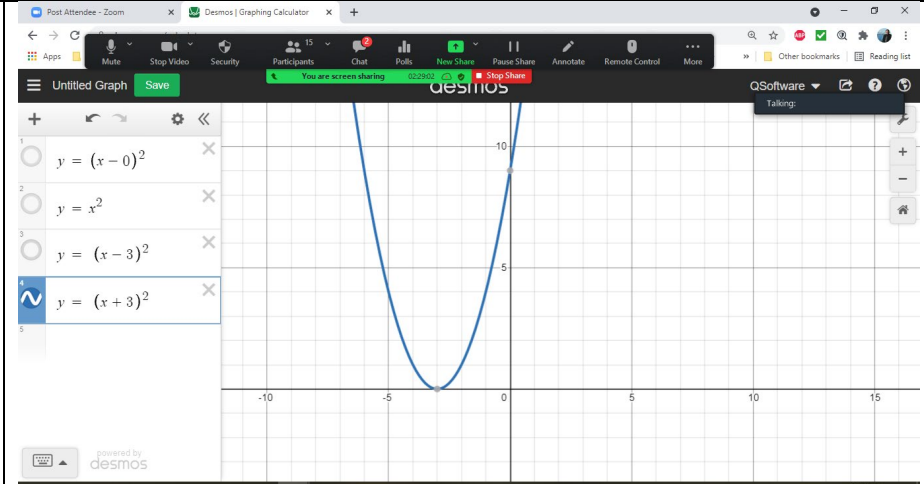 Post Attendee - Zoom
Desmos | Graphing Calculator
Apps
Mute
Stop Video
Security
15
Participants
2
Chat
Polls
New Share
Pause Share
Annotate
Remote Control
More
ABP
Other bookmarks
Reading list
You are screen sharing
02:29:02
Stop Share
Untitled Graph
Save
desmos
QSoftware
Talking:
1
y = (x − 0)²
2
y = x²
3
y = (x − 3)²
4
y = (x + 3)²
5
10
5
-10
-5
0
5
10
15
powered by
desmos